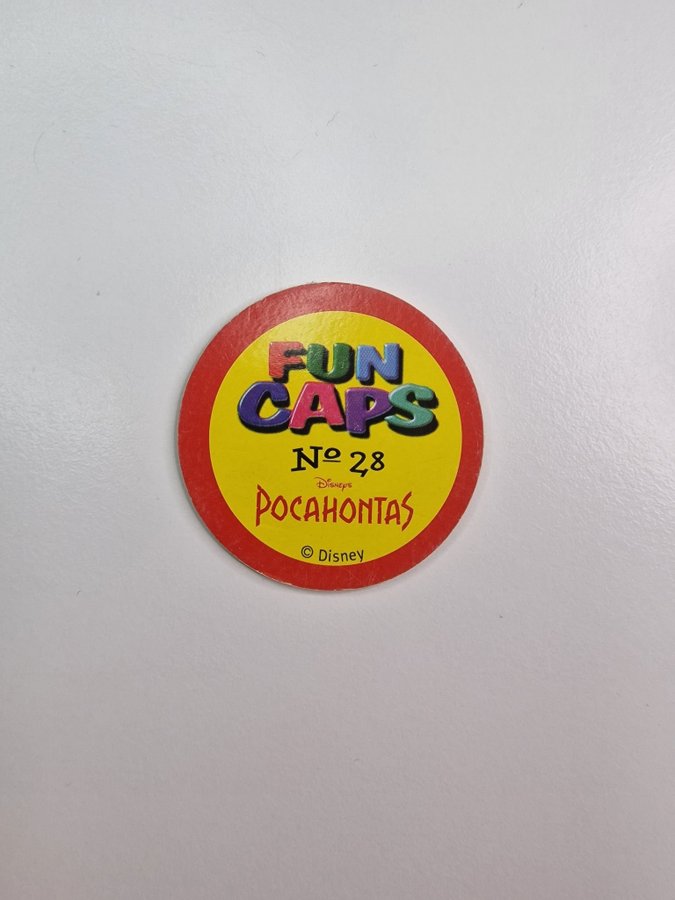 FUN
CAPS
Nº 28
Disney's
POCAHONTAS
© Disney